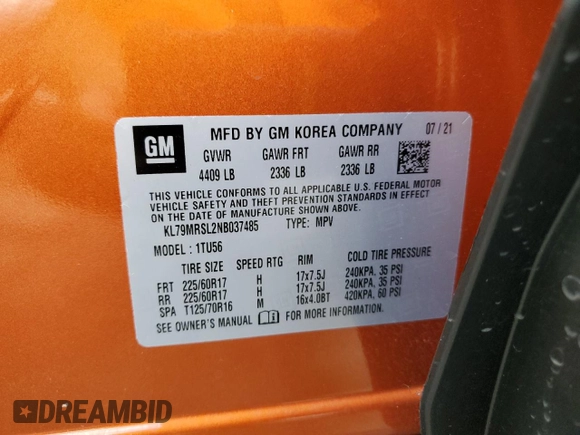 GM
MFD BY GM KOREA COMPANY 07 / 21
GVWR GAWR FRT GAWR RR
4409 LB 2336 LB 2336 LB
THIS VEHICLE CONFORMS TO ALL APPLICABLE U.S. FEDERAL MOTOR
VEHICLE SAFETY AND THEFT PREVENTION STANDARDS IN EFFECT
ON THE DATE OF MANUFACTURE SHOWN ABOVE.
KL79MRSL2NB037485 TYPE: MPV
MODEL : 1TU56
TIRE SIZE SPEED RTG RIM COLD TIRE PRESSURE
FRT 225/60R17 H 17x7.5J 240KPA, 35 PSI
RR 225/60R17 H 17x7.5J 240KPA, 35 PSI
SPA T125/70R16 M 16x4.0BT 420KPA, 60 PSI
SEE OWNER'S MANUAL FOR MORE INFORMATION
DREAMBID